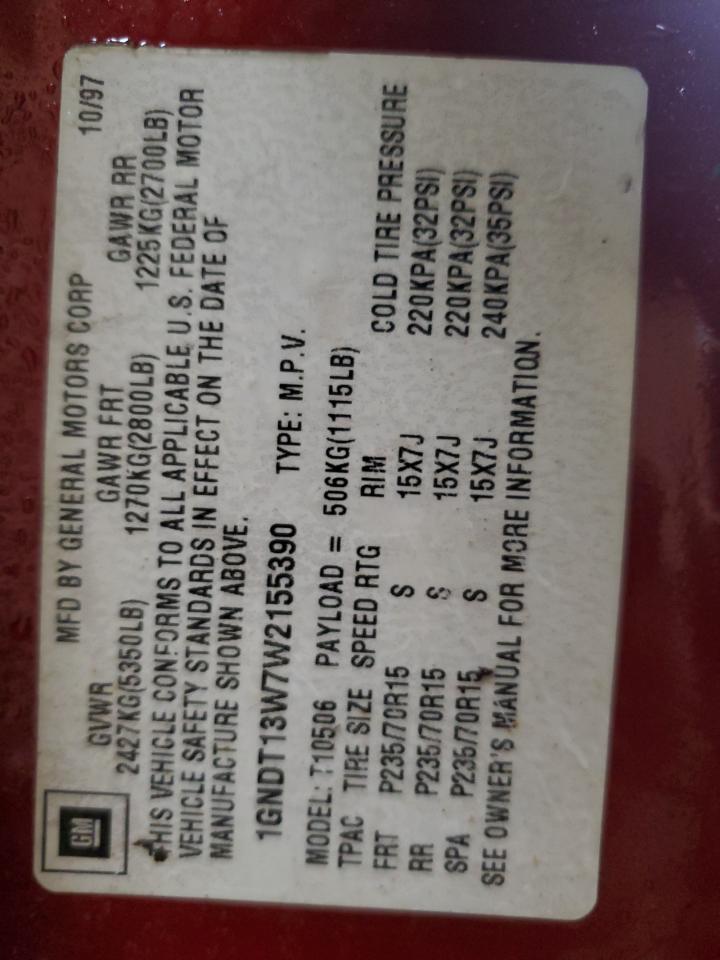 GM
MFD BY GENERAL MOTORS CORP 10/97
GVWR GAWR FRT GAWR RR
2427KG(5350LB) 1270KG(2800LB) 1225KG(2700LB)
THIS VEHICLE CONFORMS TO ALL APPLICABLE U.S. FEDERAL MOTOR
VEHICLE SAFETY STANDARDS IN EFFECT ON THE DATE OF
MANUFACTURE SHOWN ABOVE.
1GNDT13W7W2155390 TYPE: M.P.V.
MODEL: T10506 PAYLOAD = 506KG(1115LB)
TPAC TIRE SIZE SPEED RTG RIM COLD TIRE PRESSURE
FRT P235/70R15 S 15X7J 220KPA(32PSI)
RR P235/70R15 S 15X7J 220KPA(32PSI)
SPA P235/70R15 S 15X7J 240KPA(35PSI)
SEE OWNER'S MANUAL FOR MORE INFORMATION.